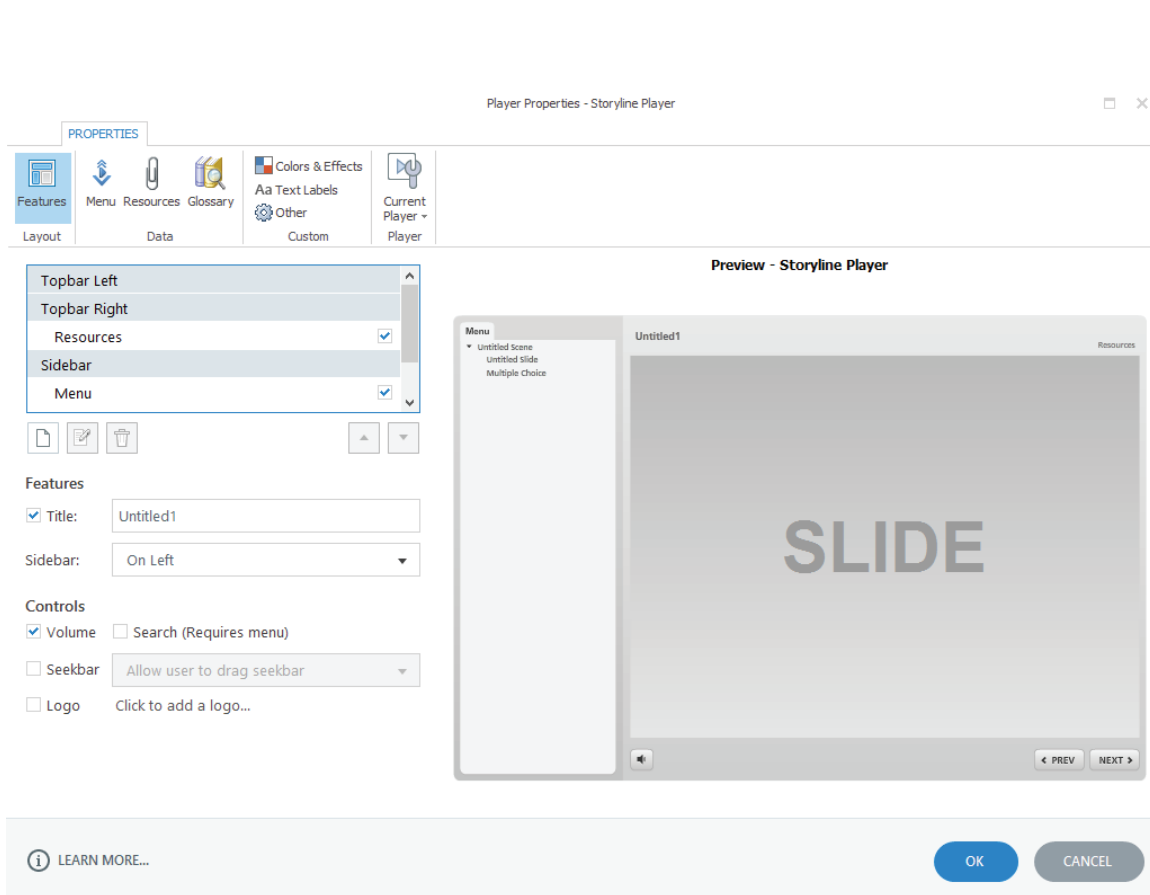 Player Properties - Storyline Player
PROPERTIES
Features
Menu Resources Glossary
Colors & Effects
Aa Text Labels
Other
Current
Player
Layout
Data
Custom
Player
Topbar Left
Topbar Right
Resources
Sidebar
Menu
Features
Title: Untitled1
Sidebar: On Left
Controls
Volume Search (Requires menu)
Seekbar Allow user to drag seekbar
Logo Click to add a logo...
Preview - Storyline Player
Menu
Untitled Scene
Untitled Slide
Multiple Choice
Untitled1
Resources
SLIDE
PREV NEXT
LEARN MORE...
OK CANCEL